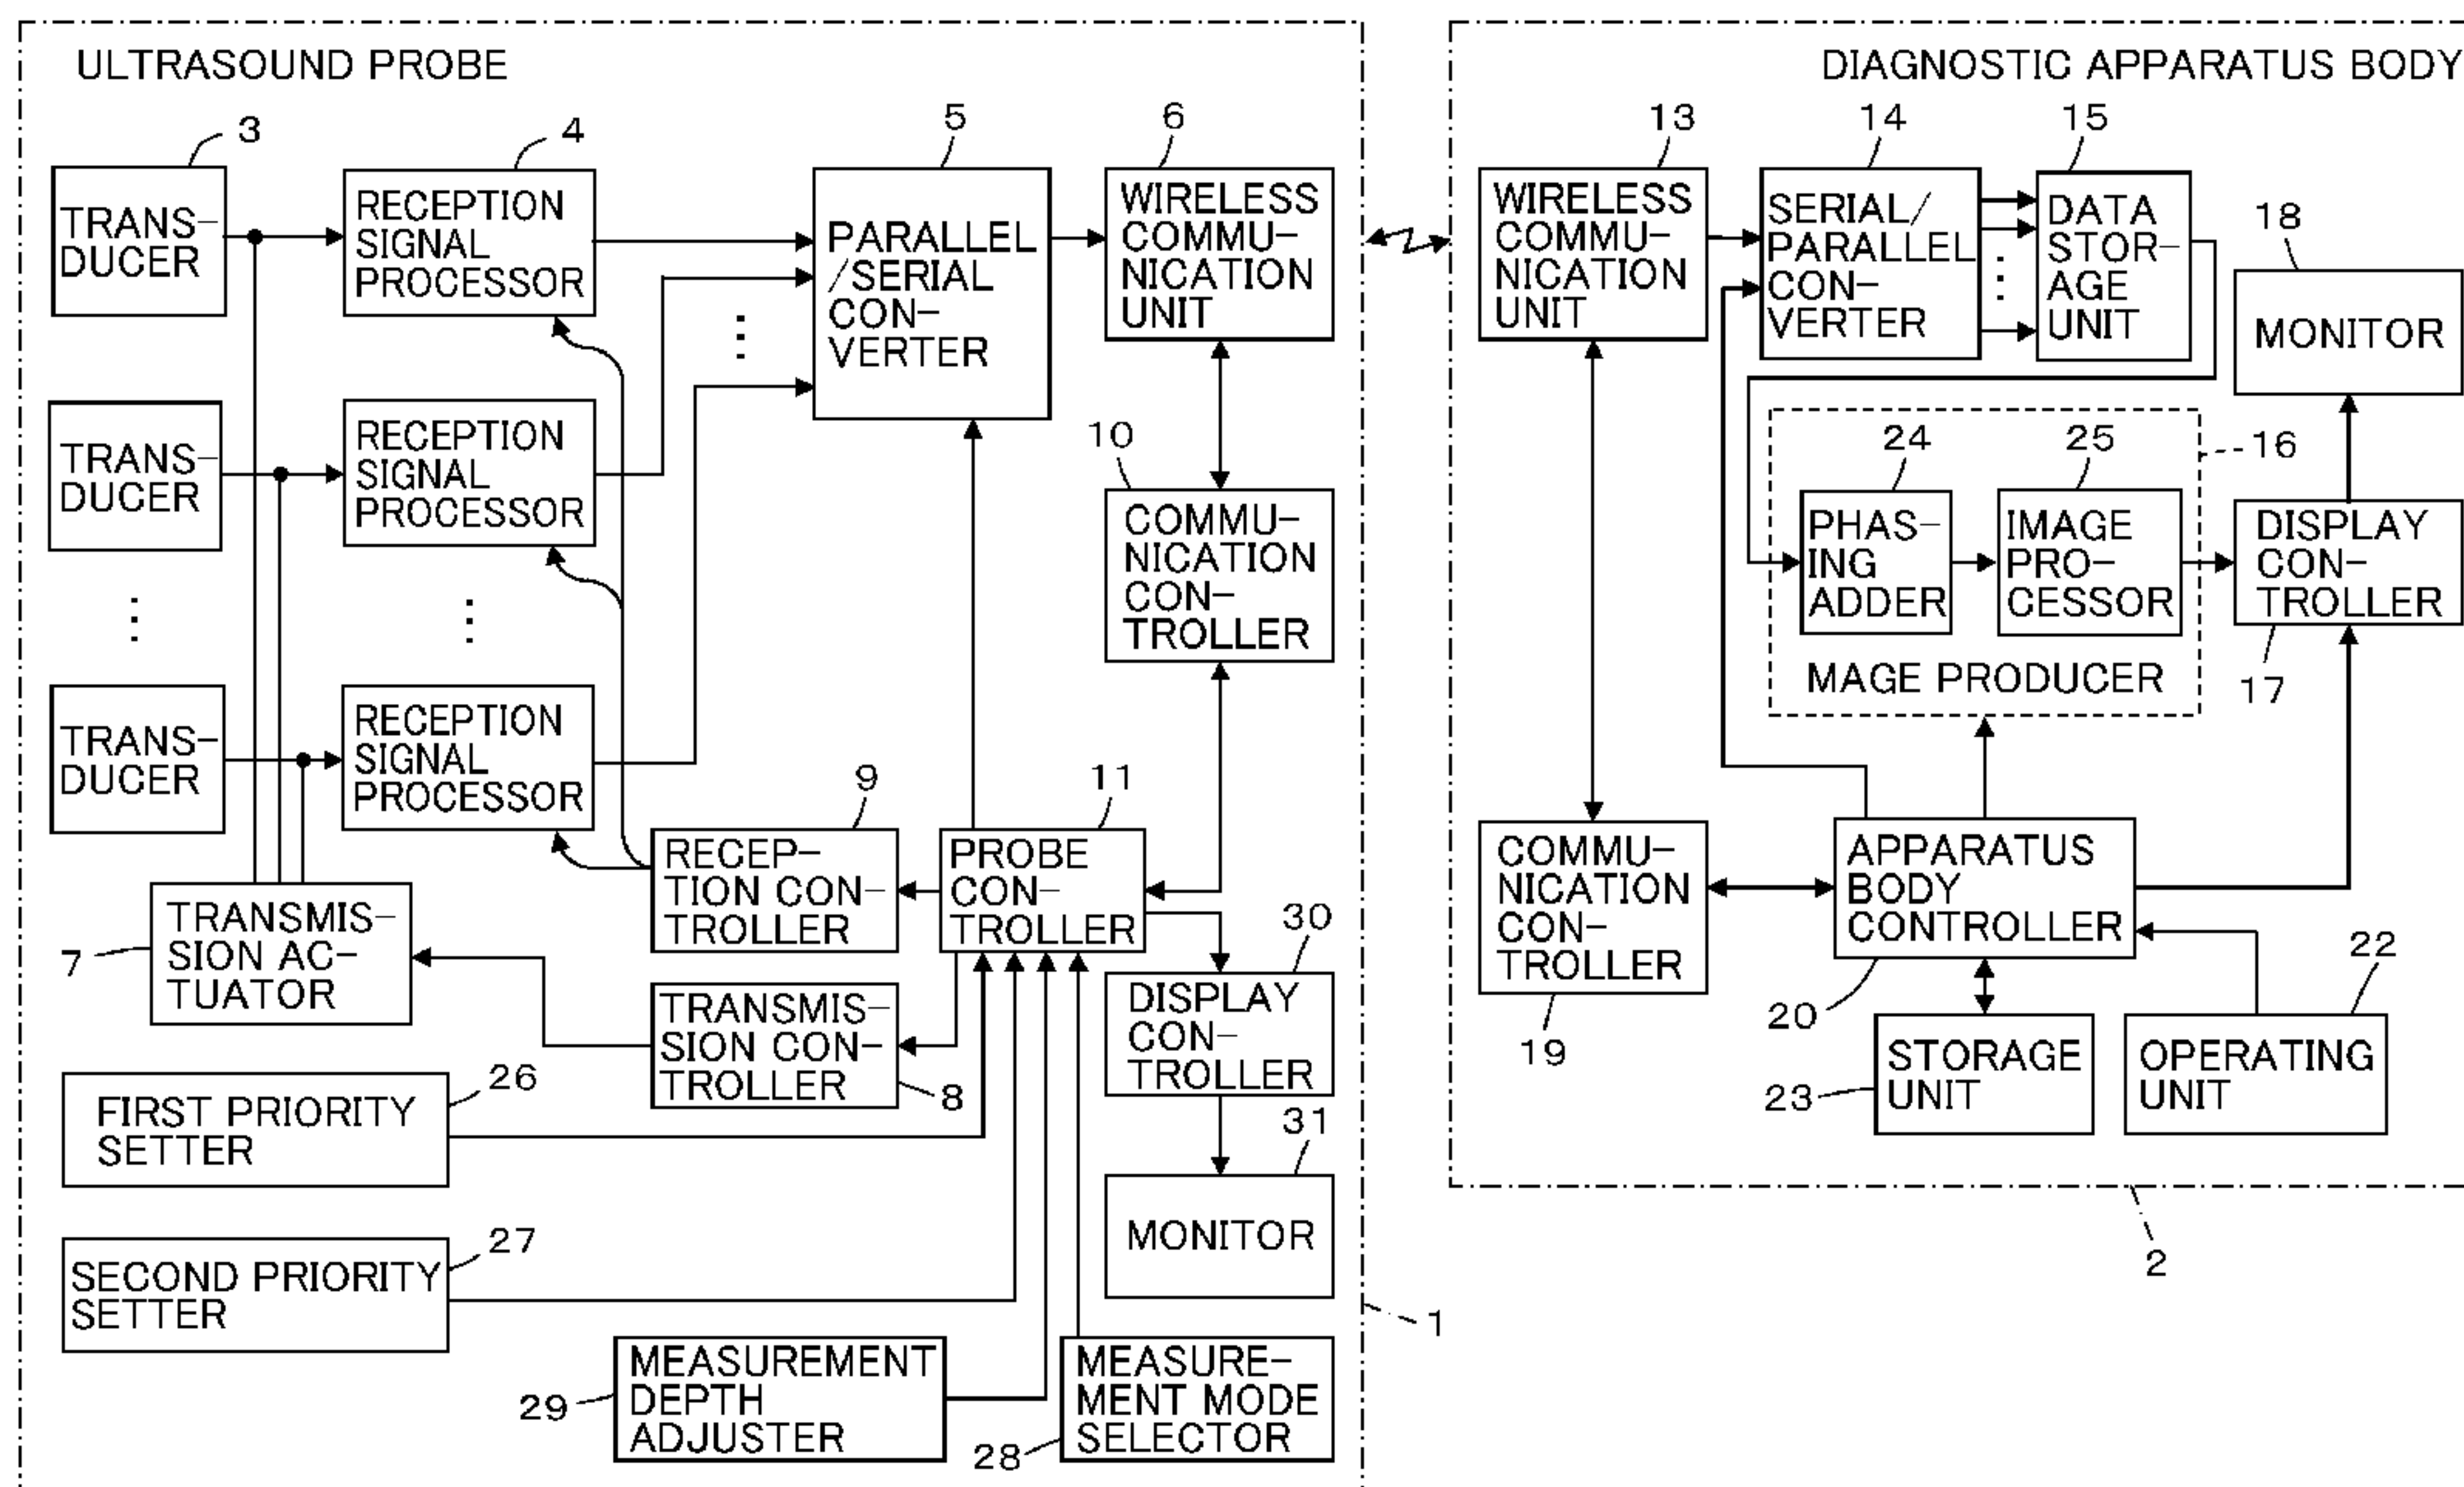 ULTRASOUND PROBE
3
4
5
6
TRANS-
DUCER
RECEPTION
SIGNAL
PROCESSOR
PARALLEL
/SERIAL
CON-
VERTER
WIRELESS
COMMU-
NICATION
UNIT
TRANS-
DUCER
RECEPTION
SIGNAL
PROCESSOR
10
COMMU-
NICATION
CON-
TROLLER
TRANS-
DUCER
RECEPTION
SIGNAL
PROCESSOR
9
11
RECEP-
TION CON-
TROLLER
PROBE
CON-
TROLLER
7
TRANSMIS-
SION AC-
TUATOR
TRANSMIS-
SION CON-
TROLLER
8
30
DISPLAY
CON-
TROLLER
26
FIRST PRIORITY
SETTER
31
MONITOR
27
SECOND PRIORITY
SETTER
1
29
MEASUREMENT
DEPTH
ADJUSTER
28
MEASURE-
MENT MODE
SELECTOR
DIAGNOSTIC APPARATUS BODY
13
14
15
WIRELESS
COMMU-
NICATION
UNIT
SERIAL/
PARALLEL
CON-
VERTER
DATA
STOR-
AGE
UNIT
18
MONITOR
24
25
16
PHAS-
ING
ADDER
IMAGE
PRO-
CESSOR
MAGE PRODUCER
DISPLAY
CON-
TROLLER
17
COMMU-
NICATION
CON-
TROLLER
19
APPARATUS
BODY
CONTROLLER
20
22
23
STORAGE
UNIT
OPERATING
UNIT
2